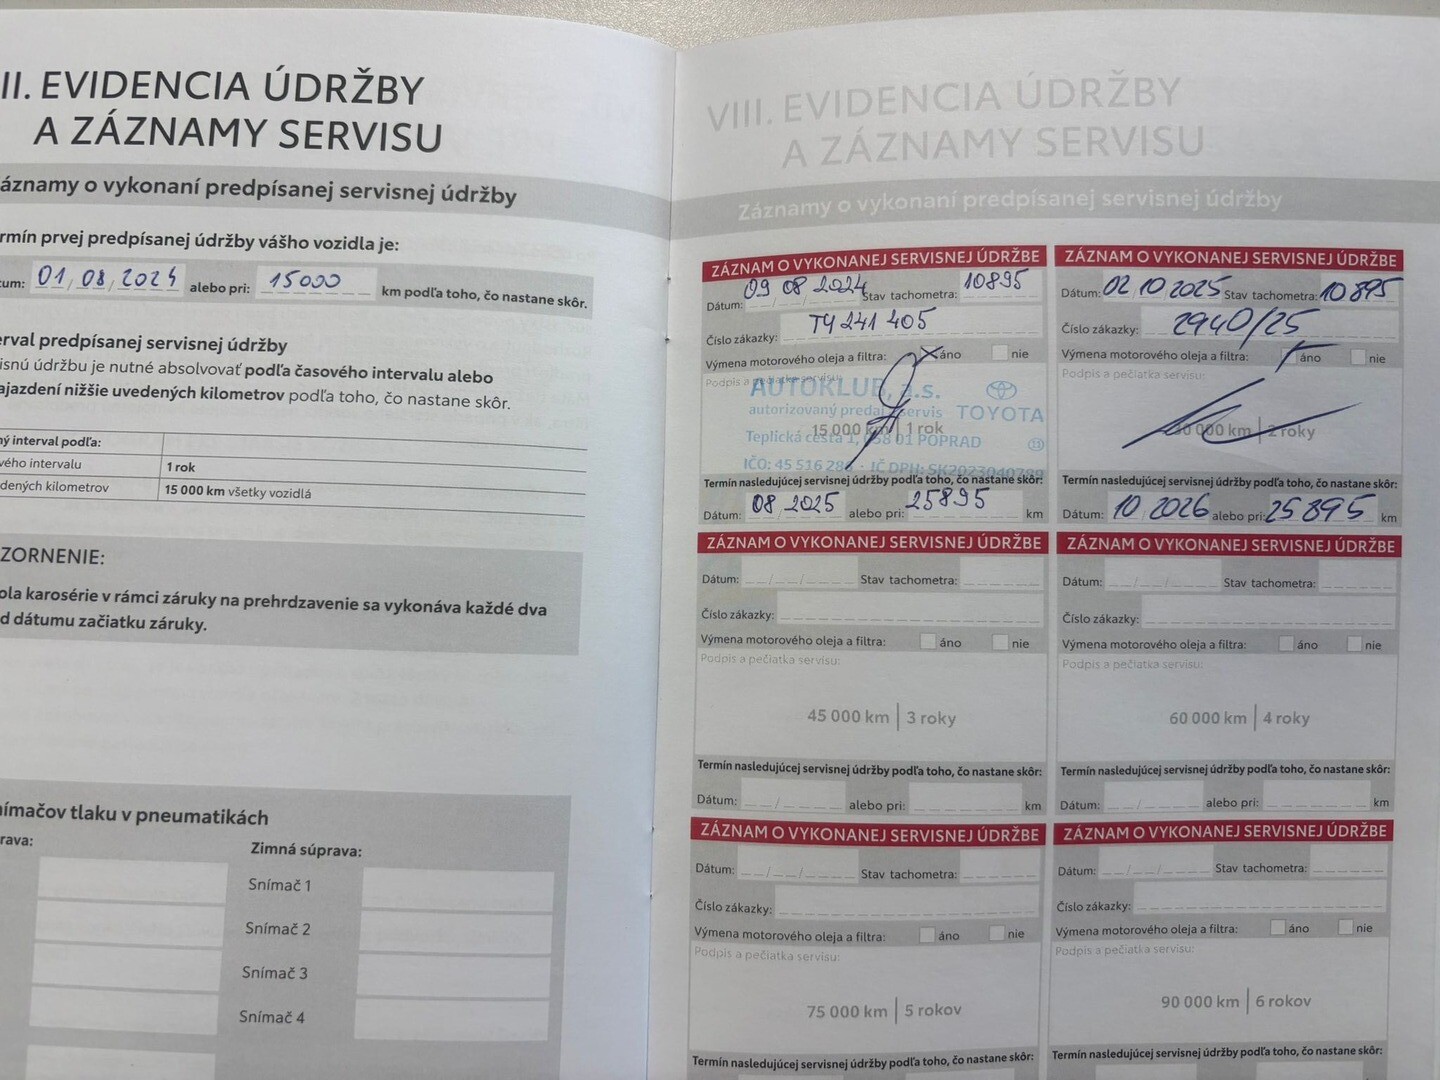 II. EVIDENCIA ÚDRŽBY
A ZÁZNAMY SERVISU
áznamy o vykonaní predpísanej servisnej údržby
rmín prvej predpísanej údržby vášho vozidla je:
tum: 01 / 08 / 2024 alebo pri: 15000 km podľa toho, čo nastane skôr.
erval predpísanej servisnej údržby
isnú údržbu je nutné absolvovať podľa časového intervalu alebo
ajazdení nižšie uvedených kilometrov podľa toho, čo nastane skôr.
ný interval podľa:
vého intervalu 1 rok
dených kilometrov 15 000 km všetky vozidlá
ZORNENIE:
ola karosérie v rámci záruky na prehrdzavenie sa vykonáva každé dva
d dátumu začiatku záruky.
nímačov tlaku v pneumatikách
rava: Zimná súprava:
Snímač 1
Snímač 2
Snímač 3
Snímač 4
VIII. EVIDENCIA ÚDRŽBY
A ZÁZNAMY SERVISU
Záznamy o vykonaní predpísanej servisnej údržby
ZÁZNAM O VYKONANEJ SERVISNEJ ÚDRŽBE
Dátum: 09 08 2024 Stav tachometra: 10895
Číslo zákazky: TY241405
Výmena motorového oleja a filtra: áno nie
Podpis a pečiatka servisu:
AUTOKLUB, a.s.
autorizovaný predaj servis TOYOTA
15 000 km | 1 rok
Teplická cesta 1, 058 01 POPRAD
IČO: 45 516 28 · IČ DPH: SK2023040799
Termín nasledujúcej servisnej údržby podľa toho, čo nastane skôr:
Dátum: 08 2025 alebo pri: 25895 km
ZÁZNAM O VYKONANEJ SERVISNEJ ÚDRŽBE
Dátum: 02 10 2025 Stav tachometra: 10895
Číslo zákazky: 2940/25
Výmena motorového oleja a filtra: áno nie
Podpis a pečiatka servisu:
30 000 km | 2 roky
Termín nasledujúcej servisnej údržby podľa toho, čo nastane skôr:
Dátum: 10 2026 alebo pri: 25895 km
ZÁZNAM O VYKONANEJ SERVISNEJ ÚDRŽBE
Dátum: Stav tachometra:
Číslo zákazky:
Výmena motorového oleja a filtra: áno nie
Podpis a pečiatka servisu:
45 000 km | 3 roky
Termín nasledujúcej servisnej údržby podľa toho, čo nastane skôr:
Dátum: alebo pri: km
ZÁZNAM O VYKONANEJ SERVISNEJ ÚDRŽBE
Dátum: Stav tachometra:
Číslo zákazky:
Výmena motorového oleja a filtra: áno nie
Podpis a pečiatka servisu:
60 000 km | 4 roky
Termín nasledujúcej servisnej údržby podľa toho, čo nastane skôr:
Dátum: alebo pri: km
ZÁZNAM O VYKONANEJ SERVISNEJ ÚDRŽBE
Dátum: Stav tachometra:
Číslo zákazky:
Výmena motorového oleja a filtra: áno nie
Podpis a pečiatka servisu:
75 000 km | 5 rokov
Termín nasledujúcej servisnej údržby podľa toho, čo nastane skôr:
ZÁZNAM O VYKONANEJ SERVISNEJ ÚDRŽBE
Dátum: Stav tachometra:
Číslo zákazky:
Výmena motorového oleja a filtra: áno nie
Podpis a pečiatka servisu:
90 000 km | 6 rokov
Termín nasledujúcej servisnej údržby podľa toho, čo nastane skôr: